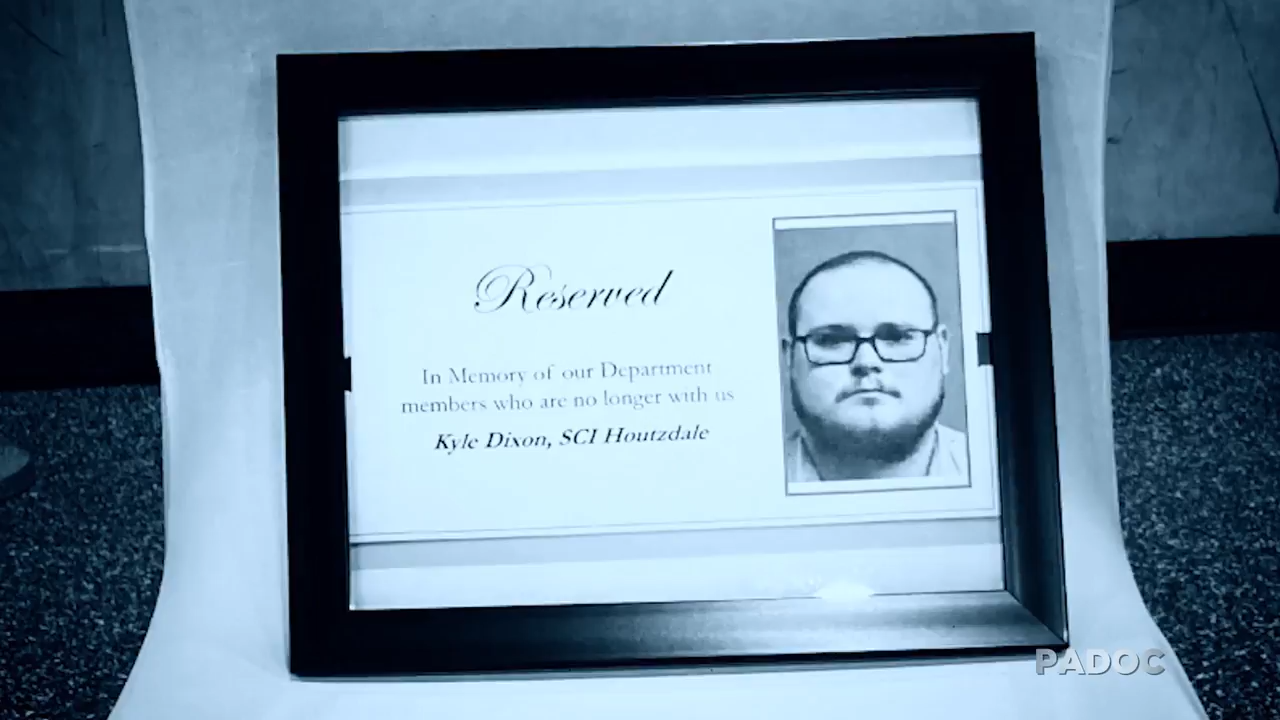 Reserved
In Memory of our Department
members who are no longer with us
Kyle Dixon, SCI Houtzdale
PADOC